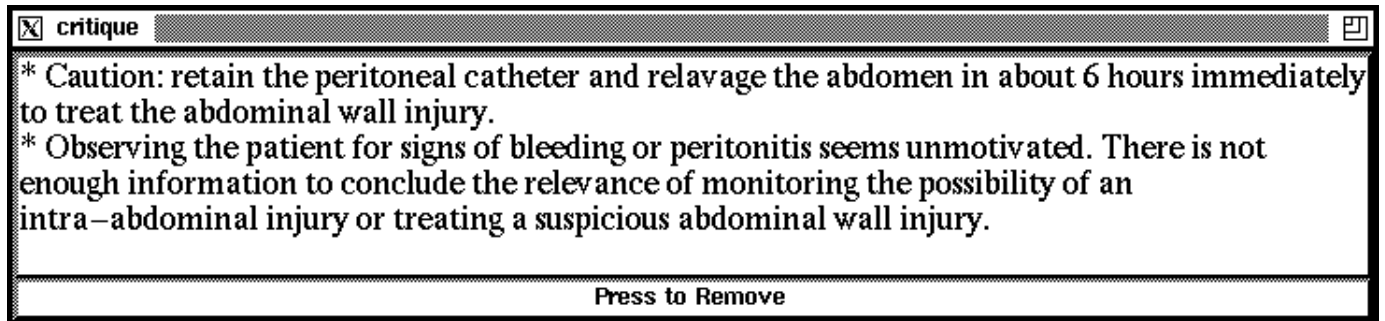 critique
* Caution: retain the peritoneal catheter and relavage the abdomen in about 6 hours immediately
to treat the abdominal wall injury.
* Observing the patient for signs of bleeding or peritonitis seems unmotivated. There is not
enough information to conclude the relevance of monitoring the possibility of an
intra−abdominal injury or treating a suspicious abdominal wall injury.
Press to Remove